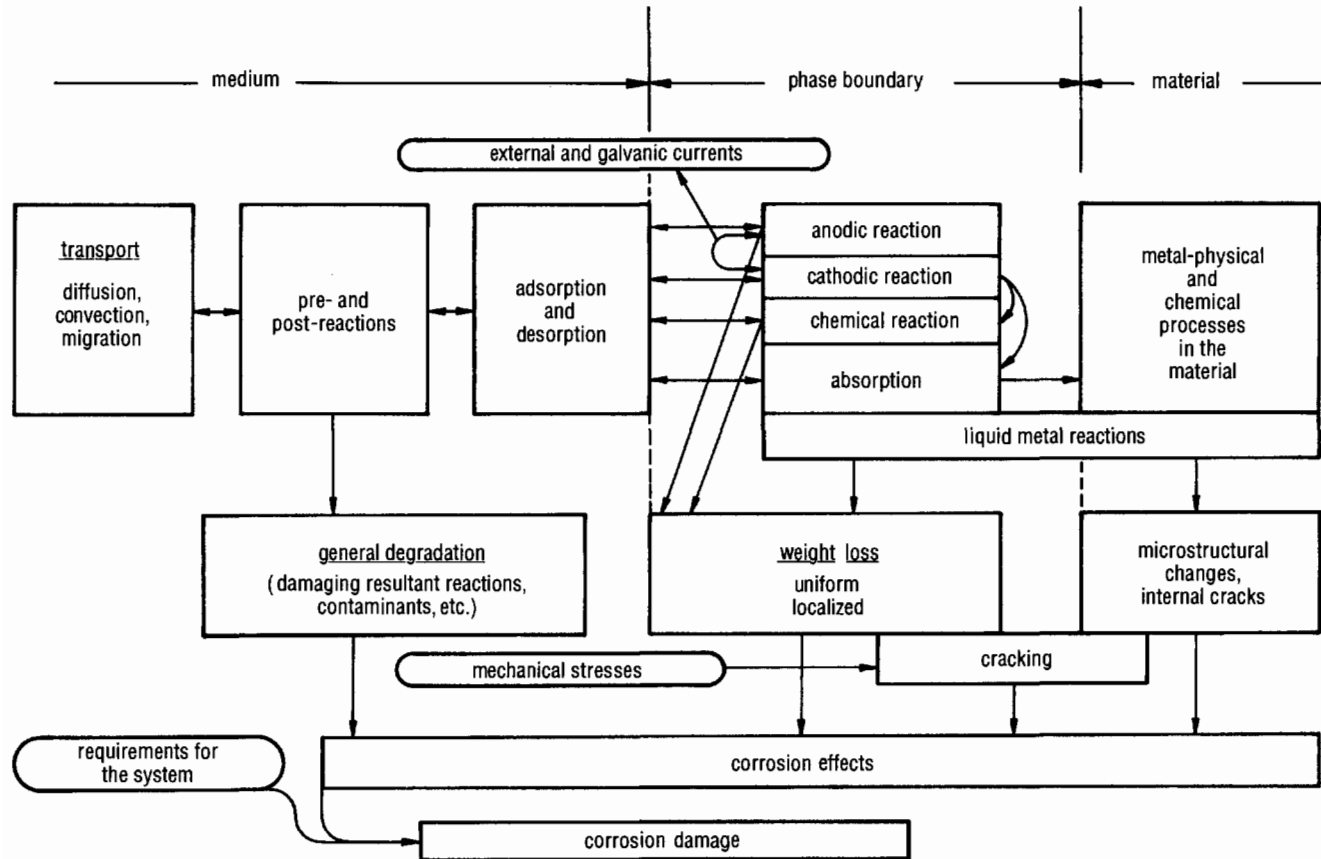 medium
phase boundary
material
external and galvanic currents
transport
diffusion,
convection,
migration
pre- and
post-reactions
adsorption
and
desorption
anodic reaction
cathodic reaction
chemical reaction
absorption
metal-physical
and
chemical
processes
in the
material
liquid metal reactions
general degradation
( damaging resultant reactions,
contaminants, etc.)
weight loss
uniform
localized
microstructural
changes,
internal cracks
mechanical stresses
cracking
requirements for
the system
corrosion effects
corrosion damage